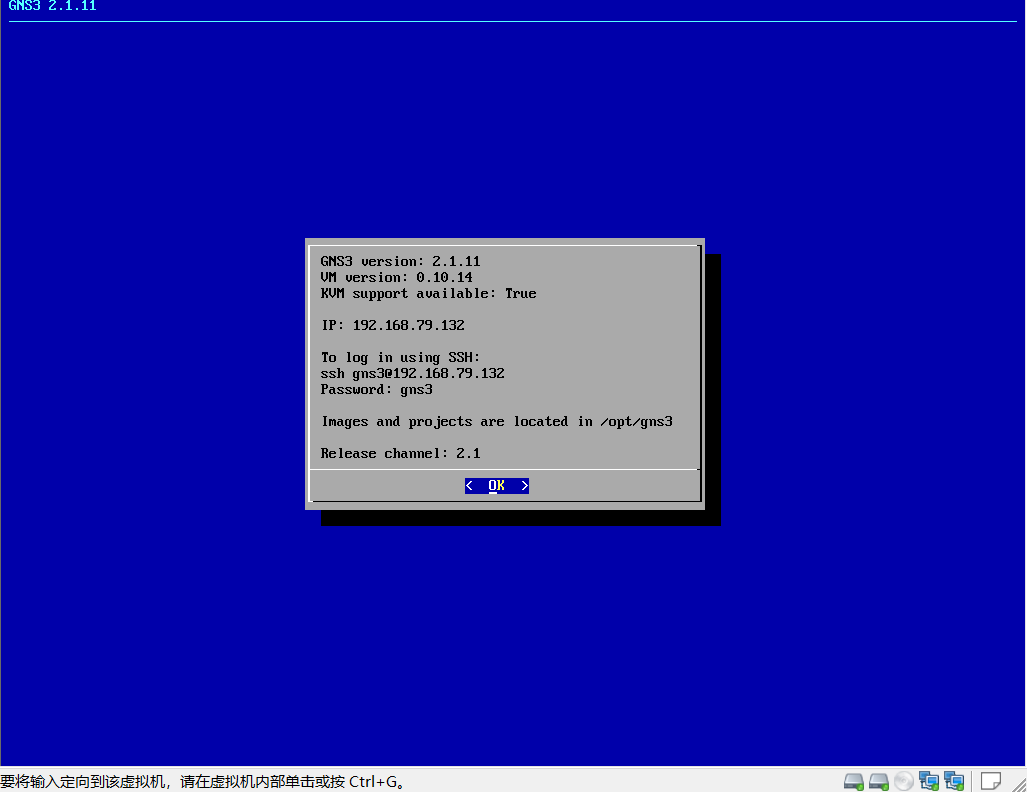 GNS3 2.1.11
GNS3 version: 2.1.11
VM version: 0.10.14
KVM support available: True
IP: 192.168.79.132
To log in using SSH:
ssh gns3@192.168.79.132
Password: gns3
Images and projects are located in /opt/gns3
Release channel: 2.1
< OK >
要将输入定向到该虚拟机，请在虚拟机内部单击或按 Ctrl+G。